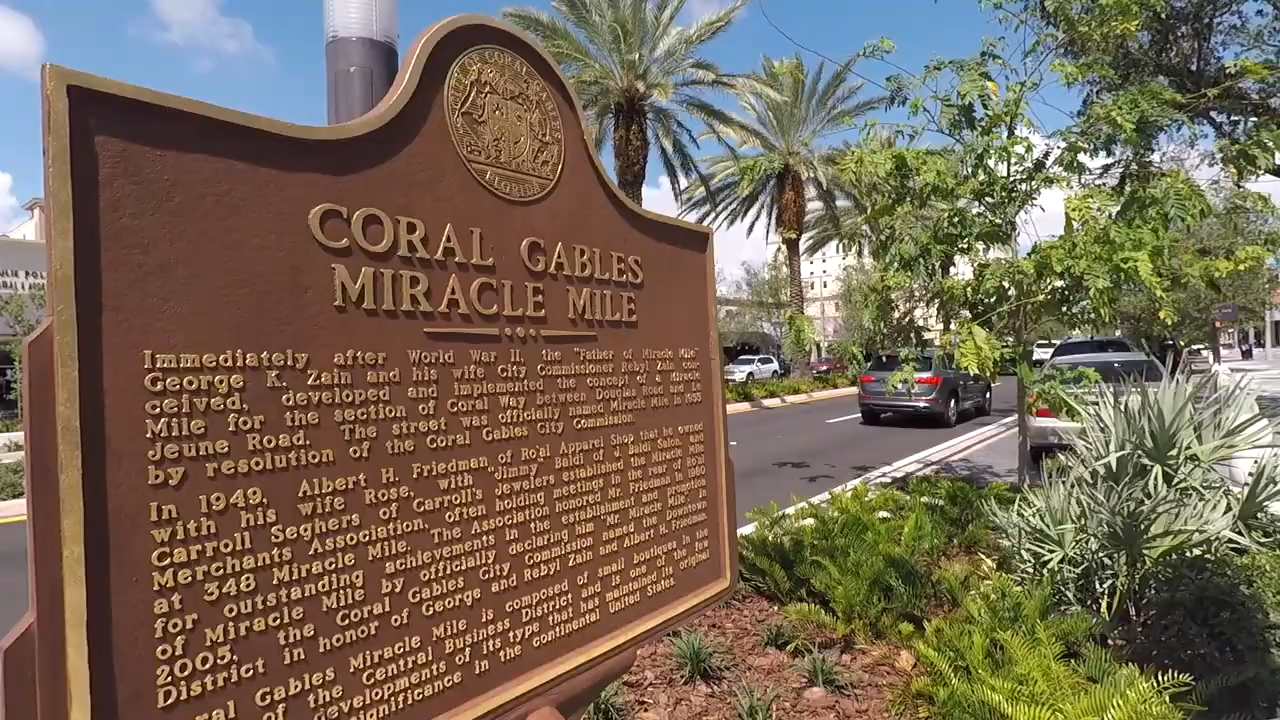 CORAL GABLES
MIRACLE MILE
Immediately after World War II, the "Father of Miracle Mile"
George K. Zain and his wife City Commissioner Rebyl Zain con-
ceived, developed and implemented the concept of a Miracle
Mile for the section of Coral Way between Douglas Road and Le
Jeune Road. The street was officially named Miracle Mile in 1955
by resolution of the Coral Gables City Commission.
In 1949, Albert H. Friedman of Ro'al Apparel Shop that he owned
with his wife Rose, with "Jimmy" Baldi of J Baldi Salon, and
Carroll Seghers of Carroll's Jewelers established the Miracle Mile
Merchants Association, often holding meetings in the rear of Ro'al
at 348 Miracle Mile. The Association honored Mr. Friedman in 1980
for outstanding achievements in the establishment and promotion
of Miracle Mile by officially declaring him "Mr. Miracle Mile." In
2005, the Coral Gables City Commission named the Downtown
District in honor of George and Rebyl Zain and Albert H. Friedman.
Gables Miracle Mile is composed of small boutiques in the
of the Central Business District and is one of the few
developments of its type that has maintained its original
significance in the continental United States.
FLORIDA